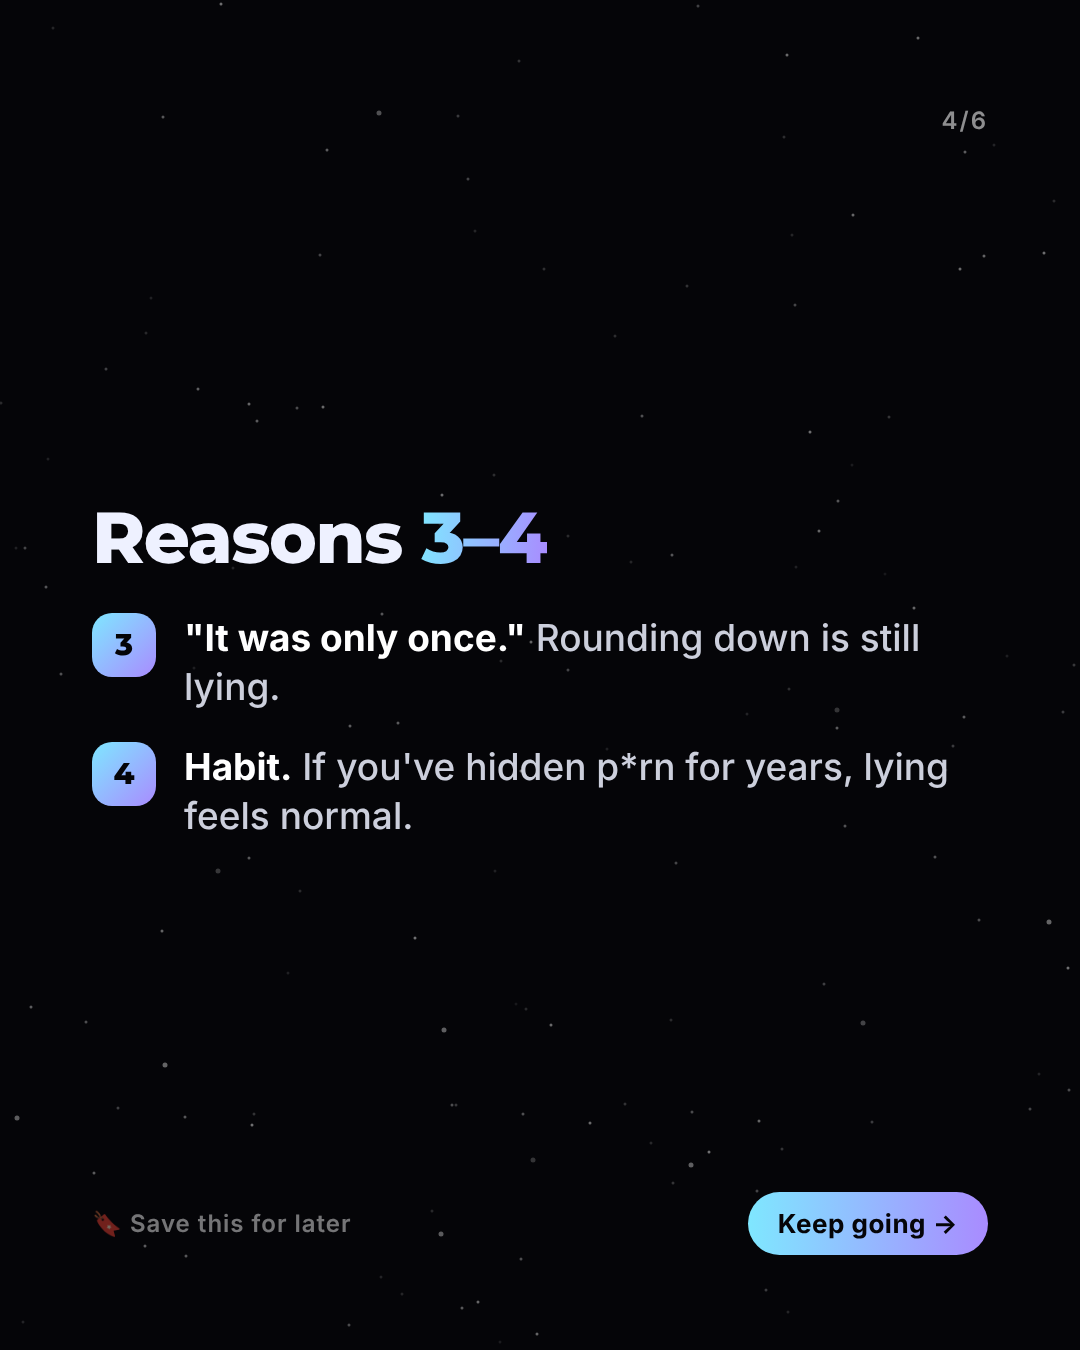 4/6
Reasons 3–4
3
"It was only once." Rounding down is still
lying.
4
Habit. If you've hidden p*rn for years, lying
feels normal.
🔖 Save this for later
Keep going →